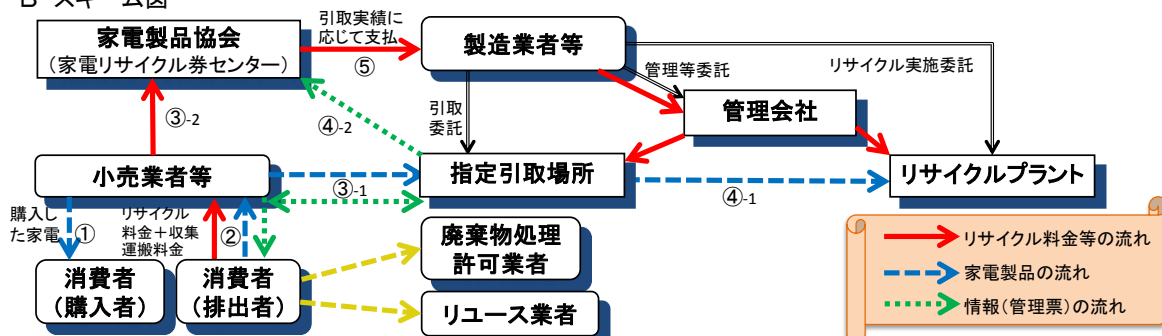 B スキーム図
家電製品協会
（家電リサイクル券センター）
引取実績に
応じて支払
⑤
製造業者等
管理等委託
リサイクル実施委託
③-2
④-2
引取
委託
管理会社
小売業者等
③-1
指定引取場所
④-1
リサイクルプラント
購入し
た家電
①
リサイクル
料金＋収集
運搬料金
②
消費者
（購入者）
消費者
（排出者）
廃棄物処理
許可業者
リユース業者
リサイクル料金等の流れ
家電製品の流れ
情報（管理票）の流れ